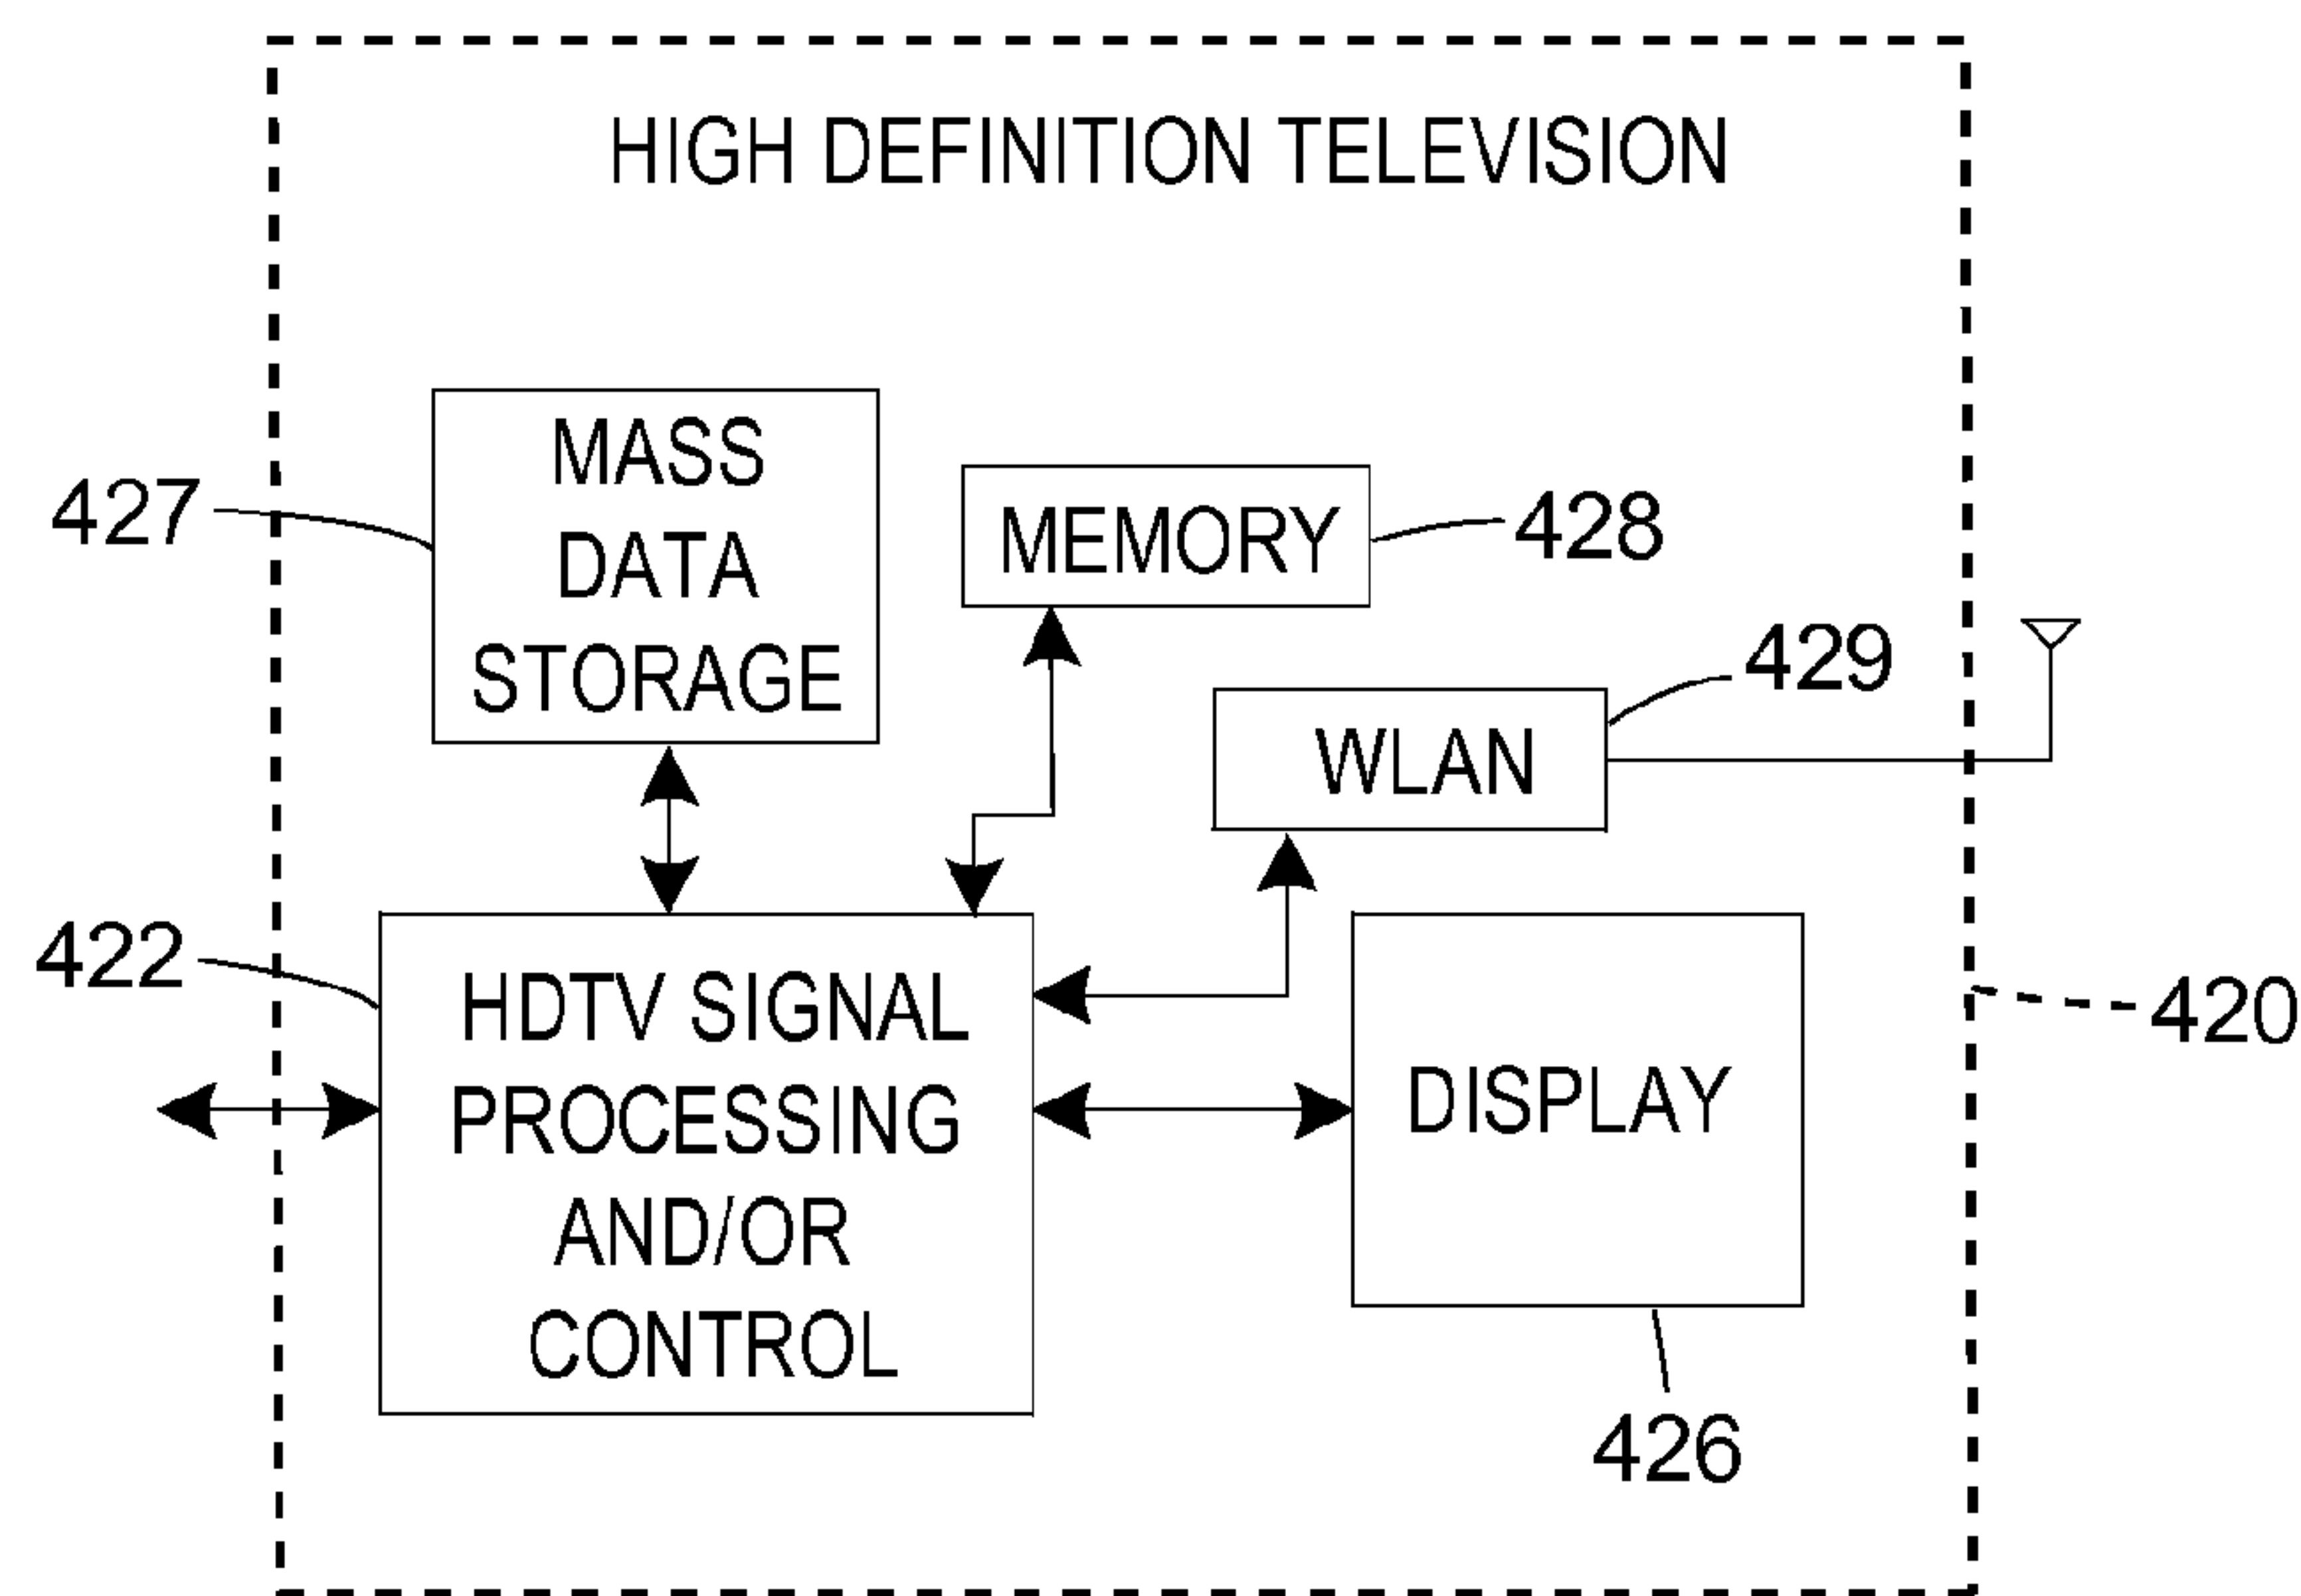 HIGH DEFINITION TELEVISION
MASS
DATA
STORAGE
427
MEMORY
428
429
WLAN
422
HDTV SIGNAL
PROCESSING
AND/OR
CONTROL
DISPLAY
420
426